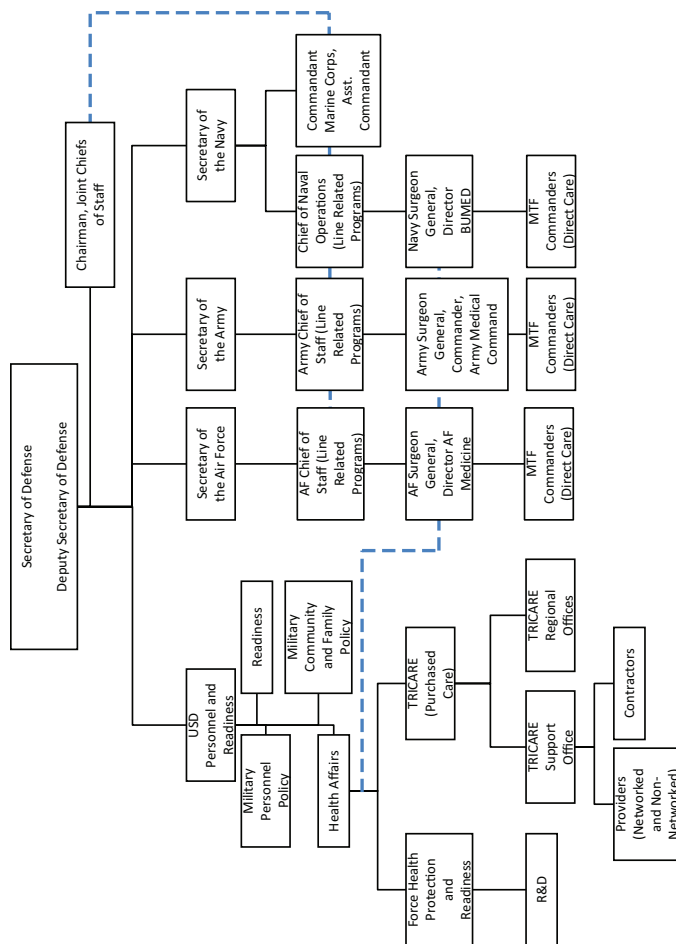 Secretary of Defense
Deputy Secretary of Defense
Chairman, Joint Chiefs
of Staff
USD
Personnel and
Readiness
Secretary of
the Air Force
Secretary of
the Army
Secretary of
the Navy
Military
Personnel
Policy
Readiness
Health Affairs
Military
Community
and Family
Policy
AF Chief of
Staff (Line
Related
Programs)
Army Chief of
Staff (Line
Related
Programs)
Chief of Naval
Operations
(Line Related
Programs)
Commandant
Marine Corps,
Asst.
Commandant
Force Health
Protection
and
Readiness
TRICARE
(Purchased
Care)
AF Surgeon
General,
Director AF
Medicine
Army Surgeon
General,
Commander,
Army Medical
Command
Navy Surgeon
General,
Director
BUMED
R&D
TRICARE
Support
Office
TRICARE
Regional
Offices
MTF
Commanders
(Direct Care)
MTF
Commanders
(Direct Care)
MTF
Commanders
(Direct Care)
Providers
(Networked
and Non-
Networked)
Contractors